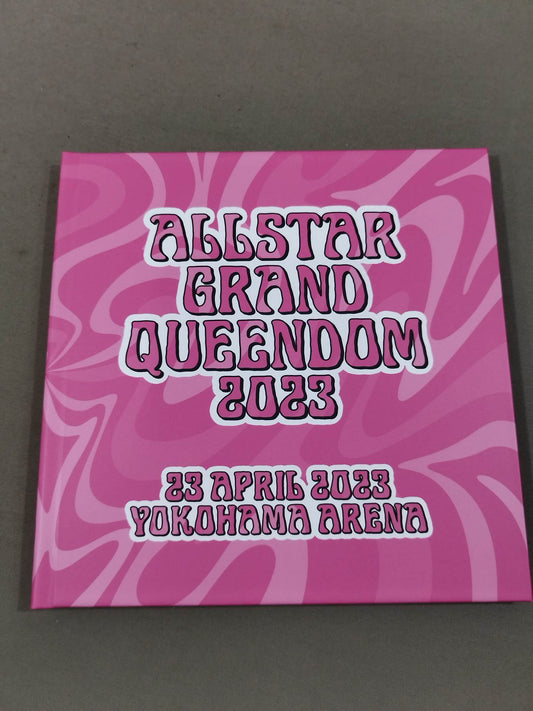 ALLSTAR
GRAND
QUEENDOM
2023
23 APRIL 2023
YOKOHAMA ARENA